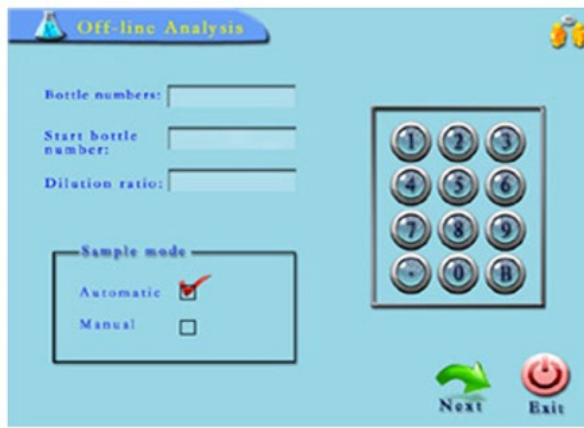 Off-line Analysis
Bottle numbers:
Start bottle
number:
Dilution ratio:
Sample mode
Automatic
Manual
1 2 3
4 5 6
7 8 9
. 0 B
Next
Exit